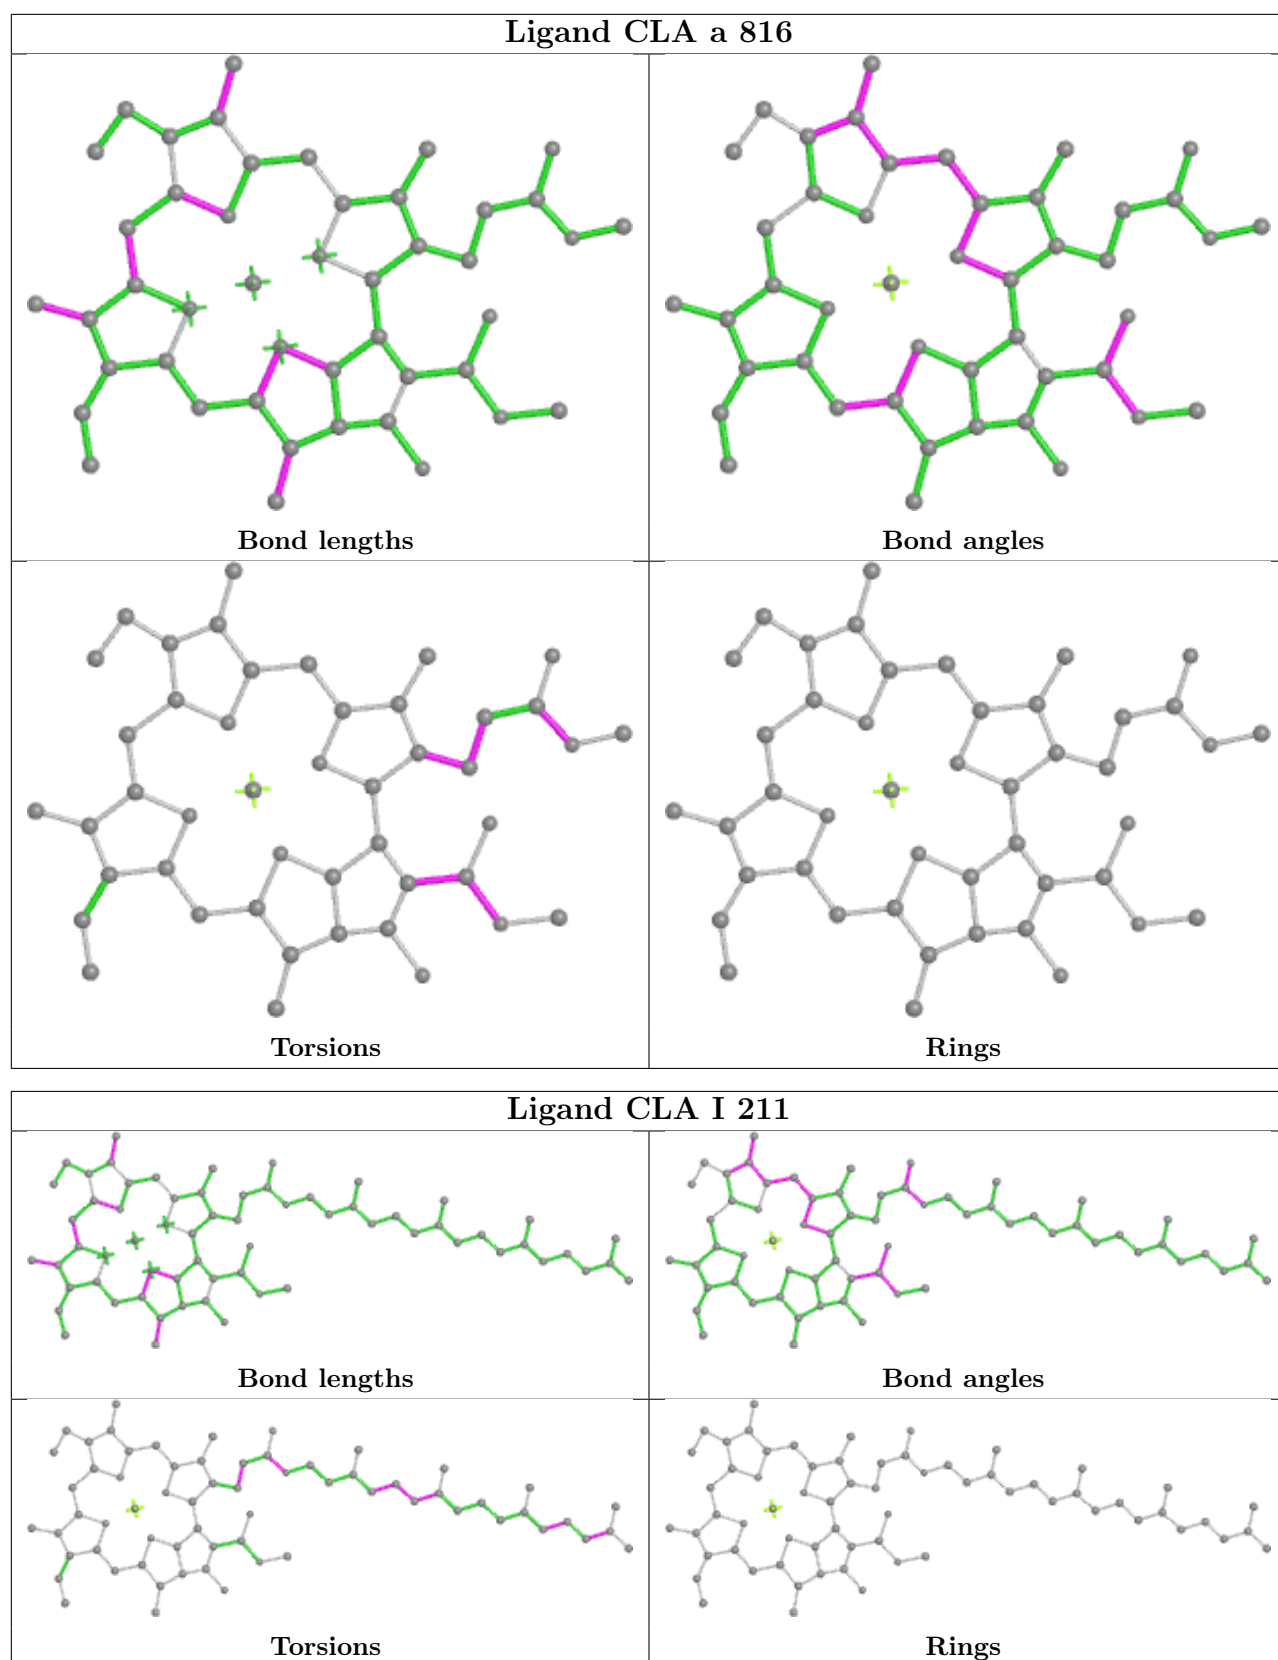 Ligand CLA a 816
Bond lengths
Bond angles
Torsions
Rings
Ligand CLA I 211
Bond lengths
Bond angles
Torsions
Rings